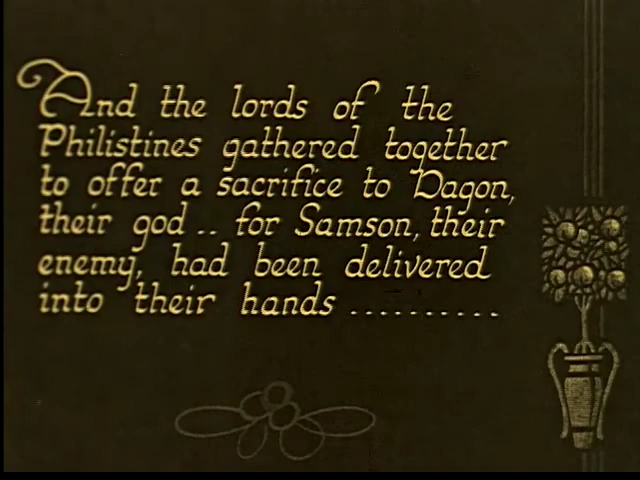 And the lords of the
Philistines gathered together
to offer a sacrifice to Dagon,
their god .. for Samson, their
enemy, had been delivered
into their hands ..........